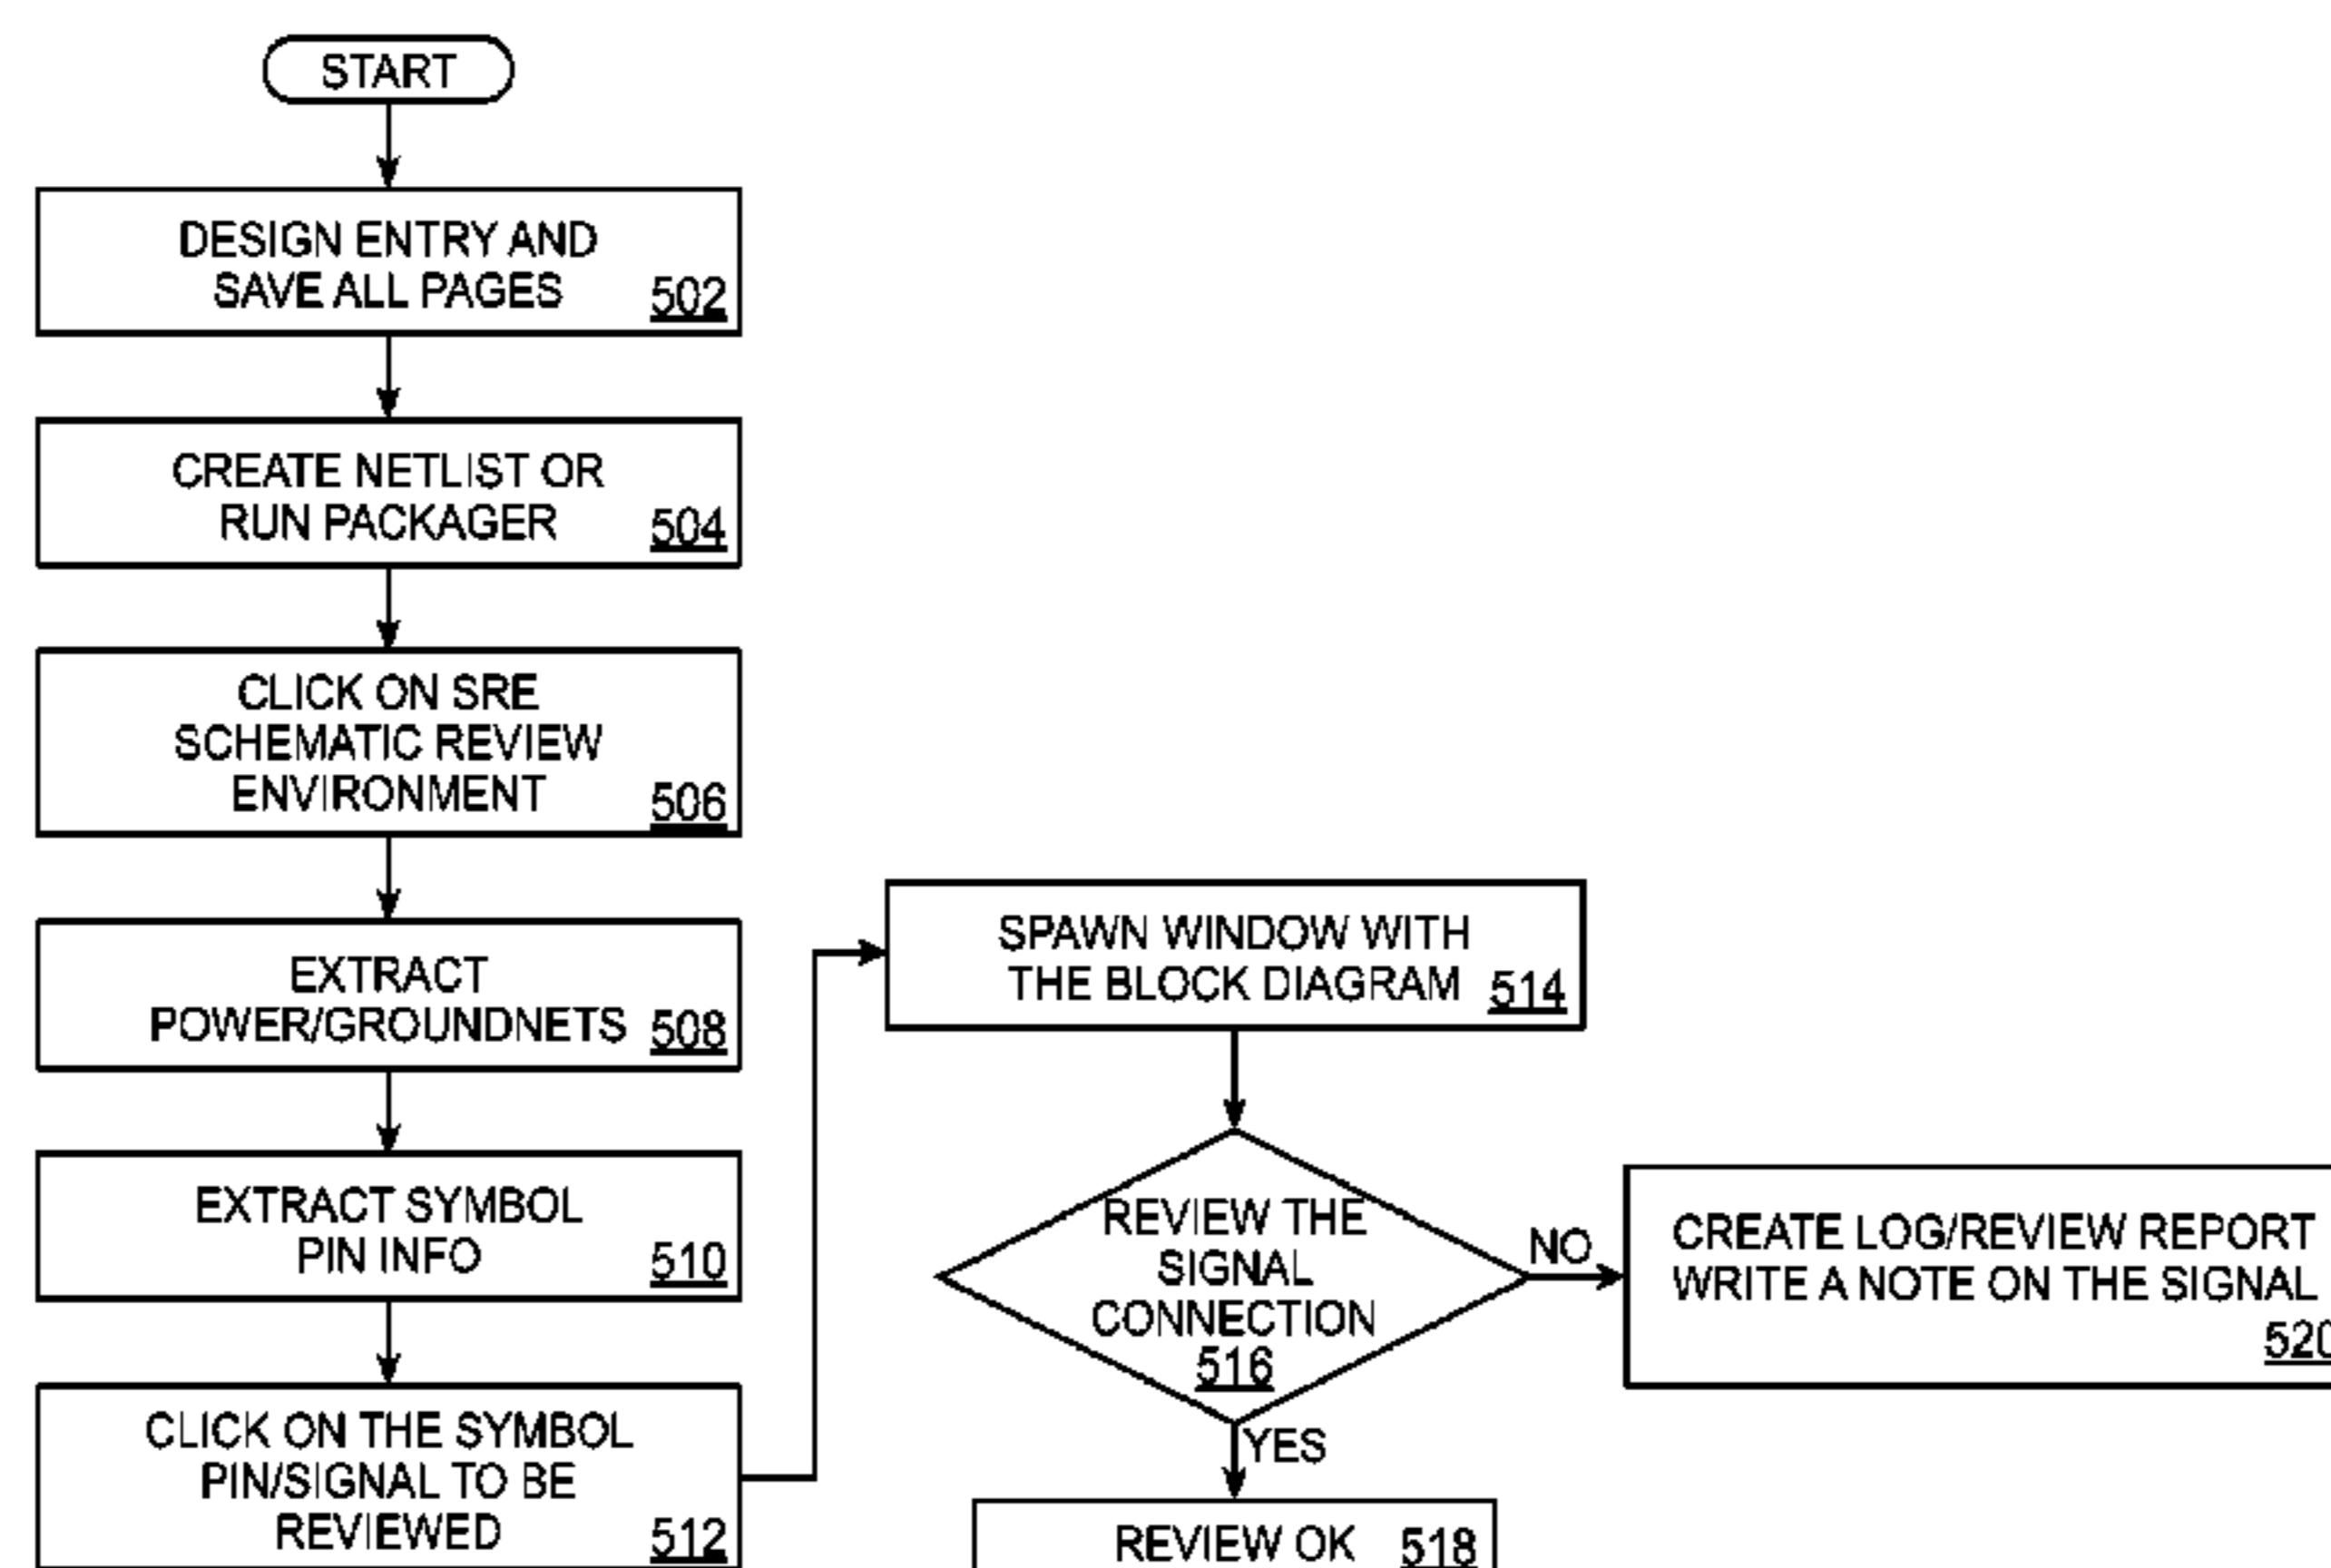 START
DESIGN ENTRY AND
SAVE ALL PAGES
502
CREATE NETLIST OR
RUN PACKAGER
504
CLICK ON SRE
SCHEMATIC REVIEW
ENVIRONMENT
506
EXTRACT
POWER/GROUNDNETS
508
EXTRACT SYMBOL
PIN INFO
510
CLICK ON THE SYMBOL
PIN/SIGNAL TO BE
REVIEWED
512
SPAWN WINDOW WITH
THE BLOCK DIAGRAM
514
REVIEW THE
SIGNAL
CONNECTION
516
NO
CREATE LOG/REVIEW REPORT
WRITE A NOTE ON THE SIGNAL
520
YES
REVIEW OK
518